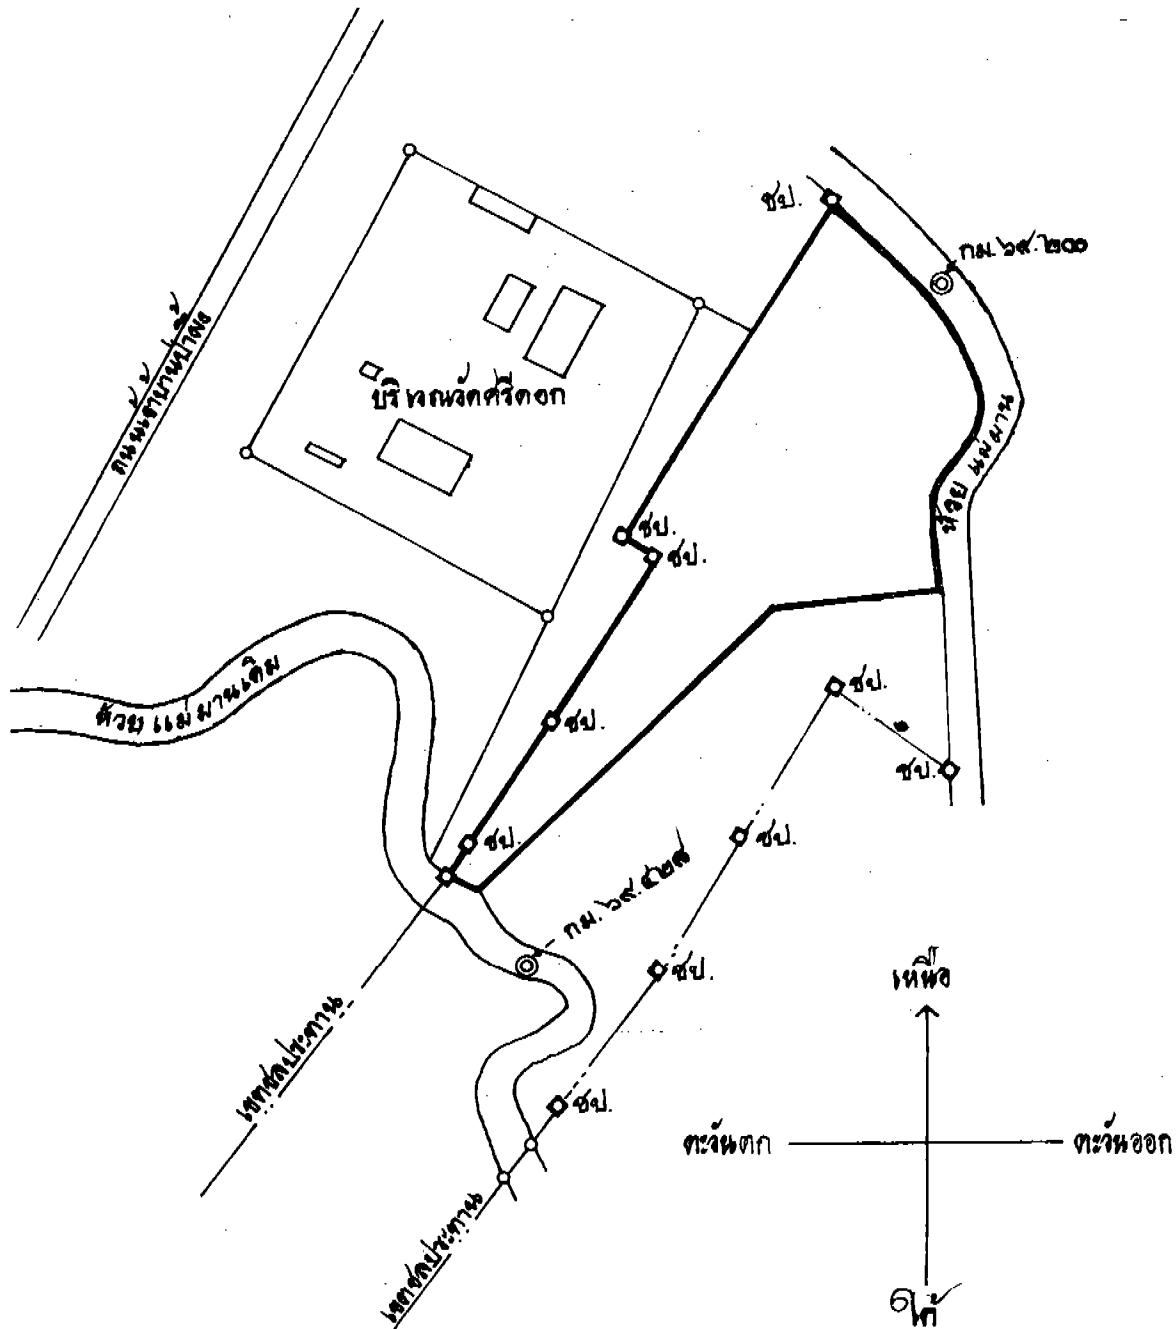 ชป.
กม. ๖๙.๒๐๐
ถนนเข้าบ้านป่าผึ้ง
บริเวณวัดศรีดอก
ห้วย แม่ผาน
ชป.
ชป.
ห้วย แม่ผานเดิม
ชป.
ชป.
ชป.
ชป.
ชป.
กม. ๖๙.๔๒๘
ชป.
เหนือ
เขตชลประทาน
ชป.
ตะวันตก
ตะวันออก
เขตชลประทาน
ใต้